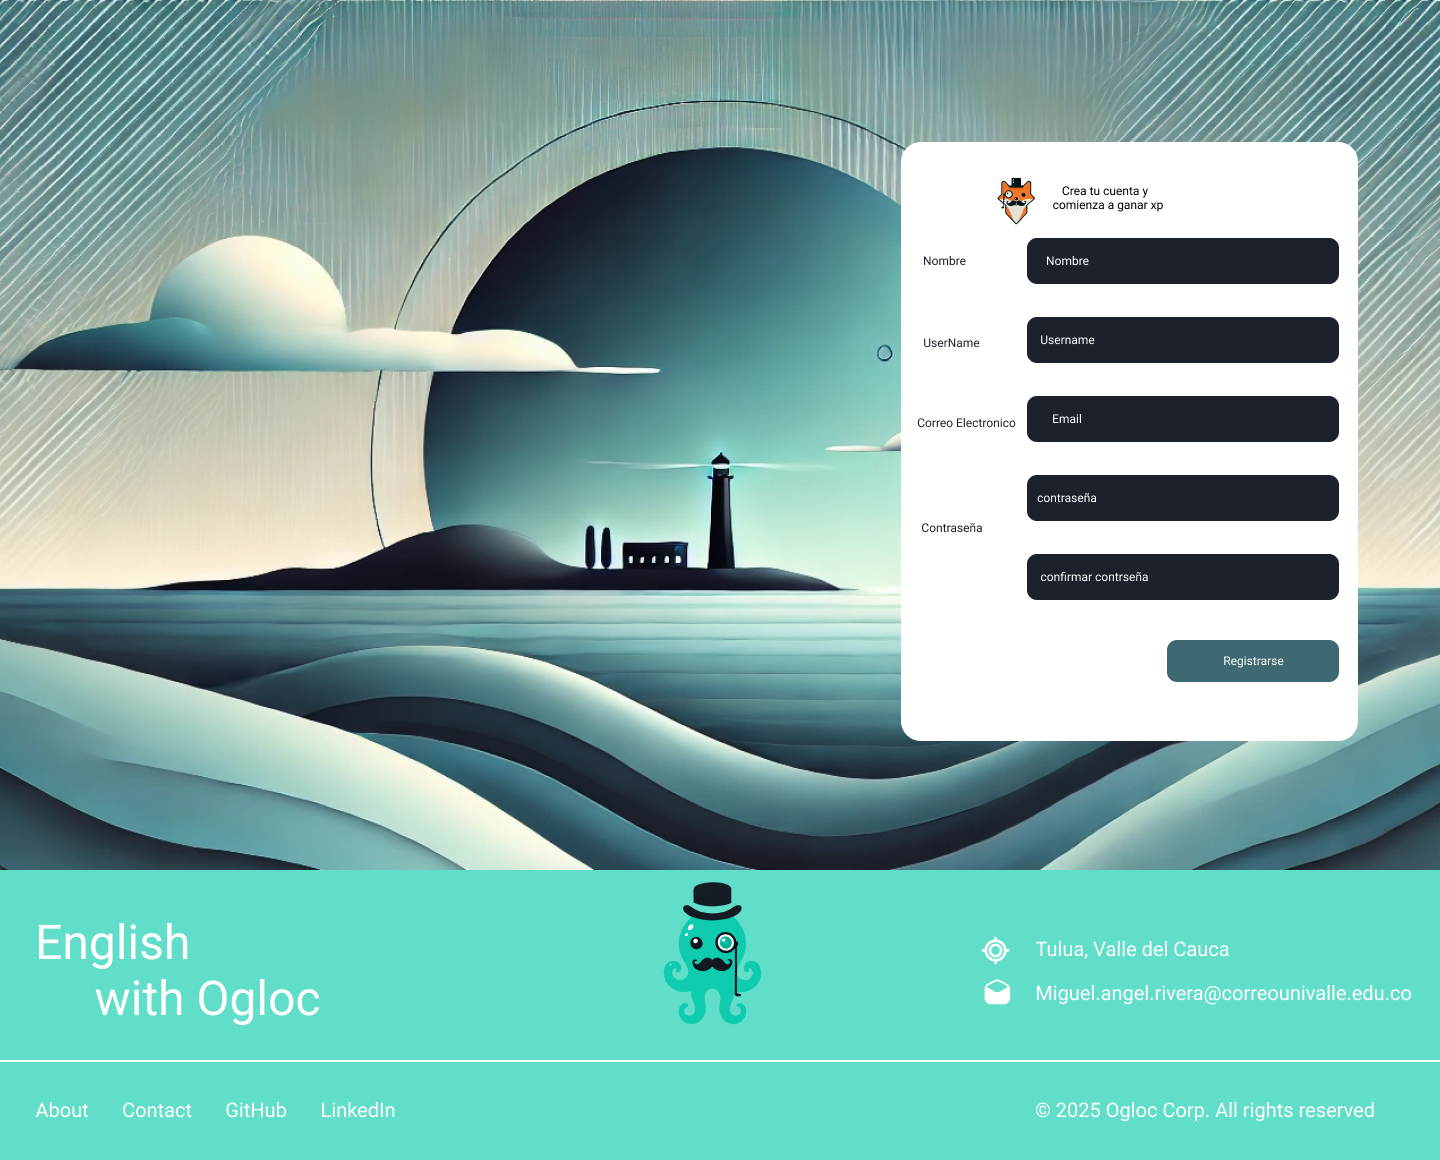 Crea tu cuenta y
comienza a ganar xp
Nombre
Nombre
UserName
Username
Correo Electronico
Email
contraseña
Contraseña
confirmar contrseña
Registrarse
English
with Ogloc
Tulua, Valle del Cauca
Miguel.angel.rivera@correounivalle.edu.co
About
Contact
GitHub
LinkedIn
© 2025 Ogloc Corp. All rights reserved